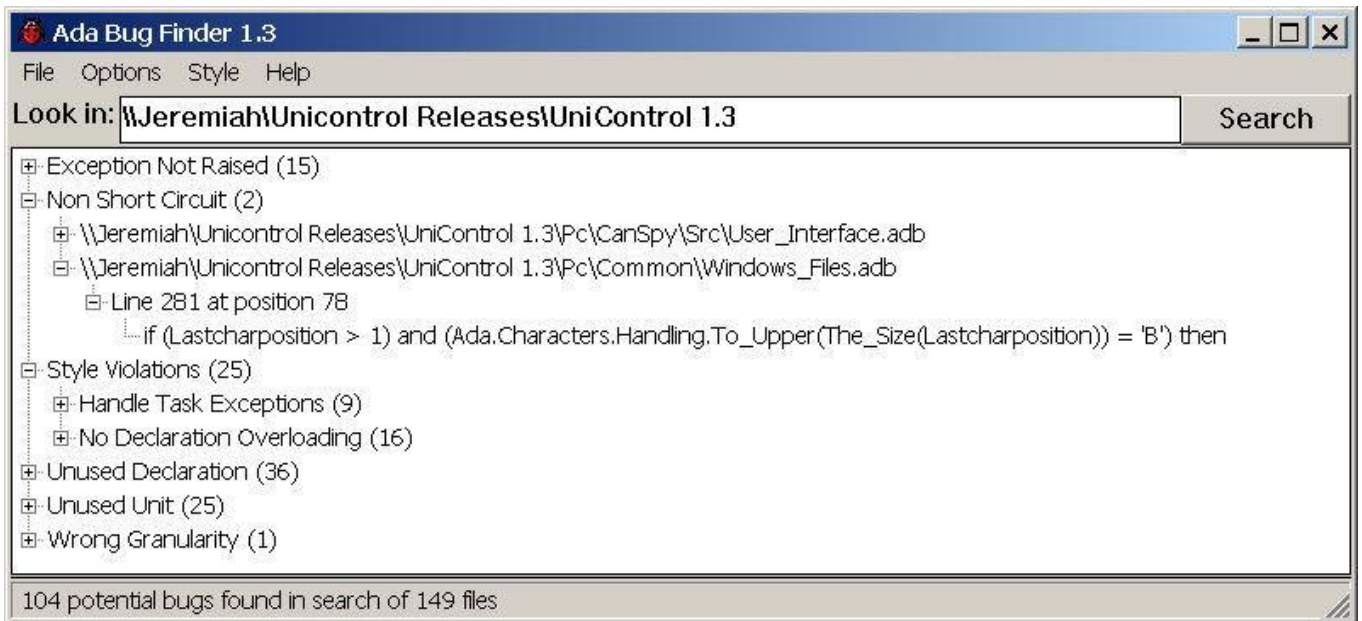 Ada Bug Finder 1.3
File Options Style Help
Look in: \\Jeremiah\Unicontrol Releases\UniControl 1.3 Search
Exception Not Raised (15)
Non Short Circuit (2)
\\Jeremiah\Unicontrol Releases\UniControl 1.3\Pc\CanSpy\Src\User_Interface.adb
\\Jeremiah\Unicontrol Releases\UniControl 1.3\Pc\Common\Windows_Files.adb
Line 281 at position 78
if (Lastcharposition > 1) and (Ada.Characters.Handling.To_Upper(The_Size(Lastcharposition)) = 'B') then
Style Violations (25)
Handle Task Exceptions (9)
No Declaration Overloading (16)
Unused Declaration (36)
Unused Unit (25)
Wrong Granularity (1)
104 potential bugs found in search of 149 files